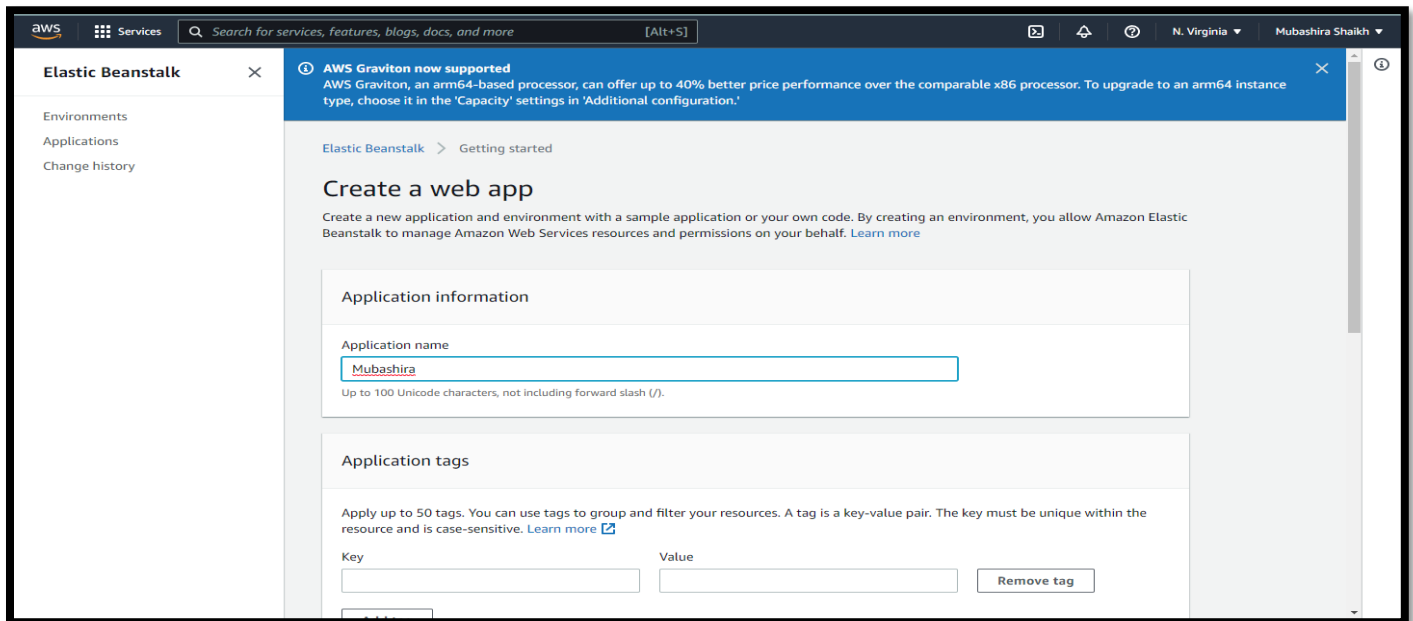 aws
Services
Search for services, features, blogs, docs, and more [Alt+S]
N. Virginia
Mubashira Shaikh
Elastic Beanstalk
Environments
Applications
Change history
AWS Graviton now supported
AWS Graviton, an arm64-based processor, can offer up to 40% better price performance over the comparable x86 processor. To upgrade to an arm64 instance
type, choose it in the 'Capacity' settings in 'Additional configuration.'
Elastic Beanstalk > Getting started
Create a web app
Create a new application and environment with a sample application or your own code. By creating an environment, you allow Amazon Elastic
Beanstalk to manage Amazon Web Services resources and permissions on your behalf. Learn more
Application information
Application name
Mubashira
Up to 100 Unicode characters, not including forward slash (/).
Application tags
Apply up to 50 tags. You can use tags to group and filter your resources. A tag is a key-value pair. The key must be unique within the
resource and is case-sensitive. Learn more
Key Value
Remove tag